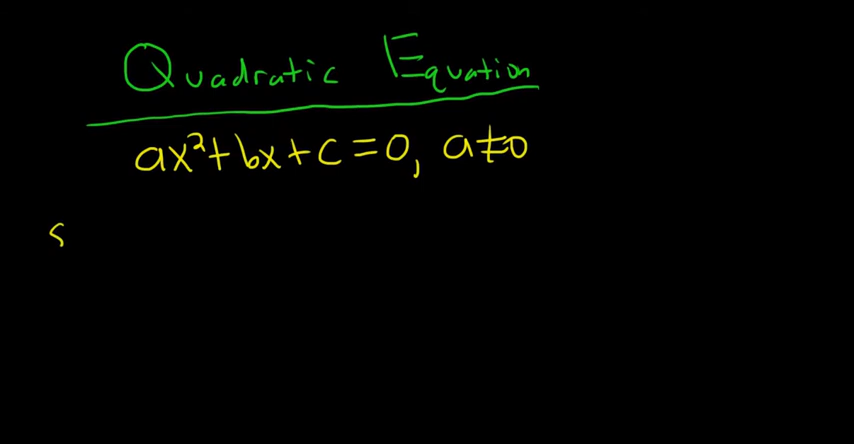 Quadratic Equation
ax²+bx+c=0, a≠0
S